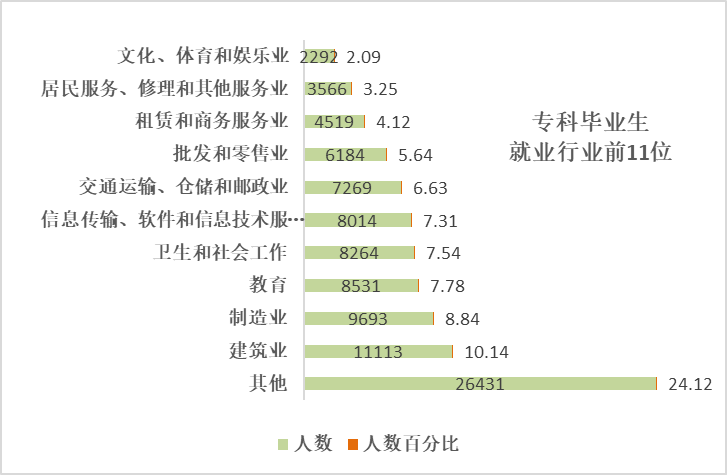 文化、体育和娱乐业 2292 2.09
居民服务、修理和其他服务业 3566 3.25
租赁和商务服务业 4519 4.12
批发和零售业 6184 5.64
交通运输、仓储和邮政业 7269 6.63
信息传输、软件和信息技术服… 8014 7.31
卫生和社会工作 8264 7.54
教育 8531 7.78
制造业 9693 8.84
建筑业 11113 10.14
其他 26431 24.12
专科毕业生
就业行业前11位
人数 人数百分比